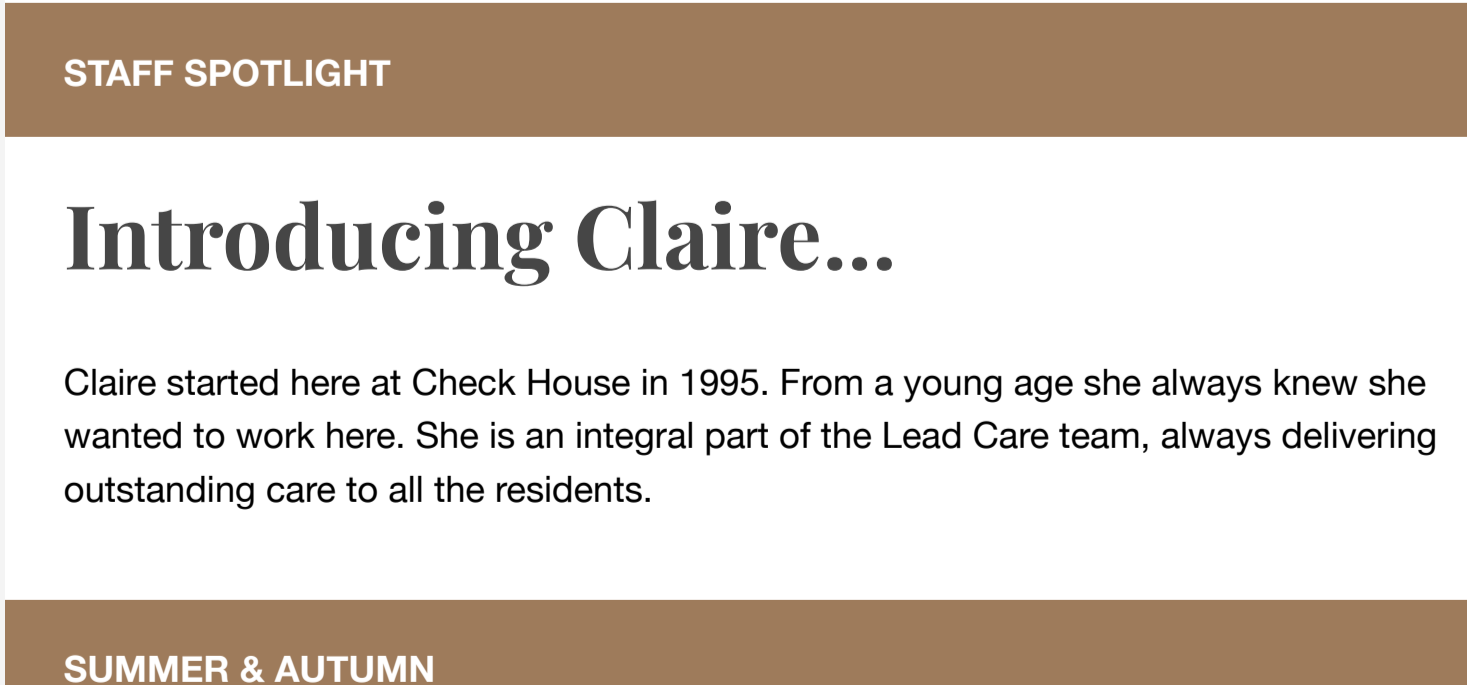 STAFF SPOTLIGHT
Introducing Claire...
Claire started here at Check House in 1995. From a young age she always knew she
wanted to work here. She is an integral part of the Lead Care team, always delivering
outstanding care to all the residents.
SUMMER & AUTUMN